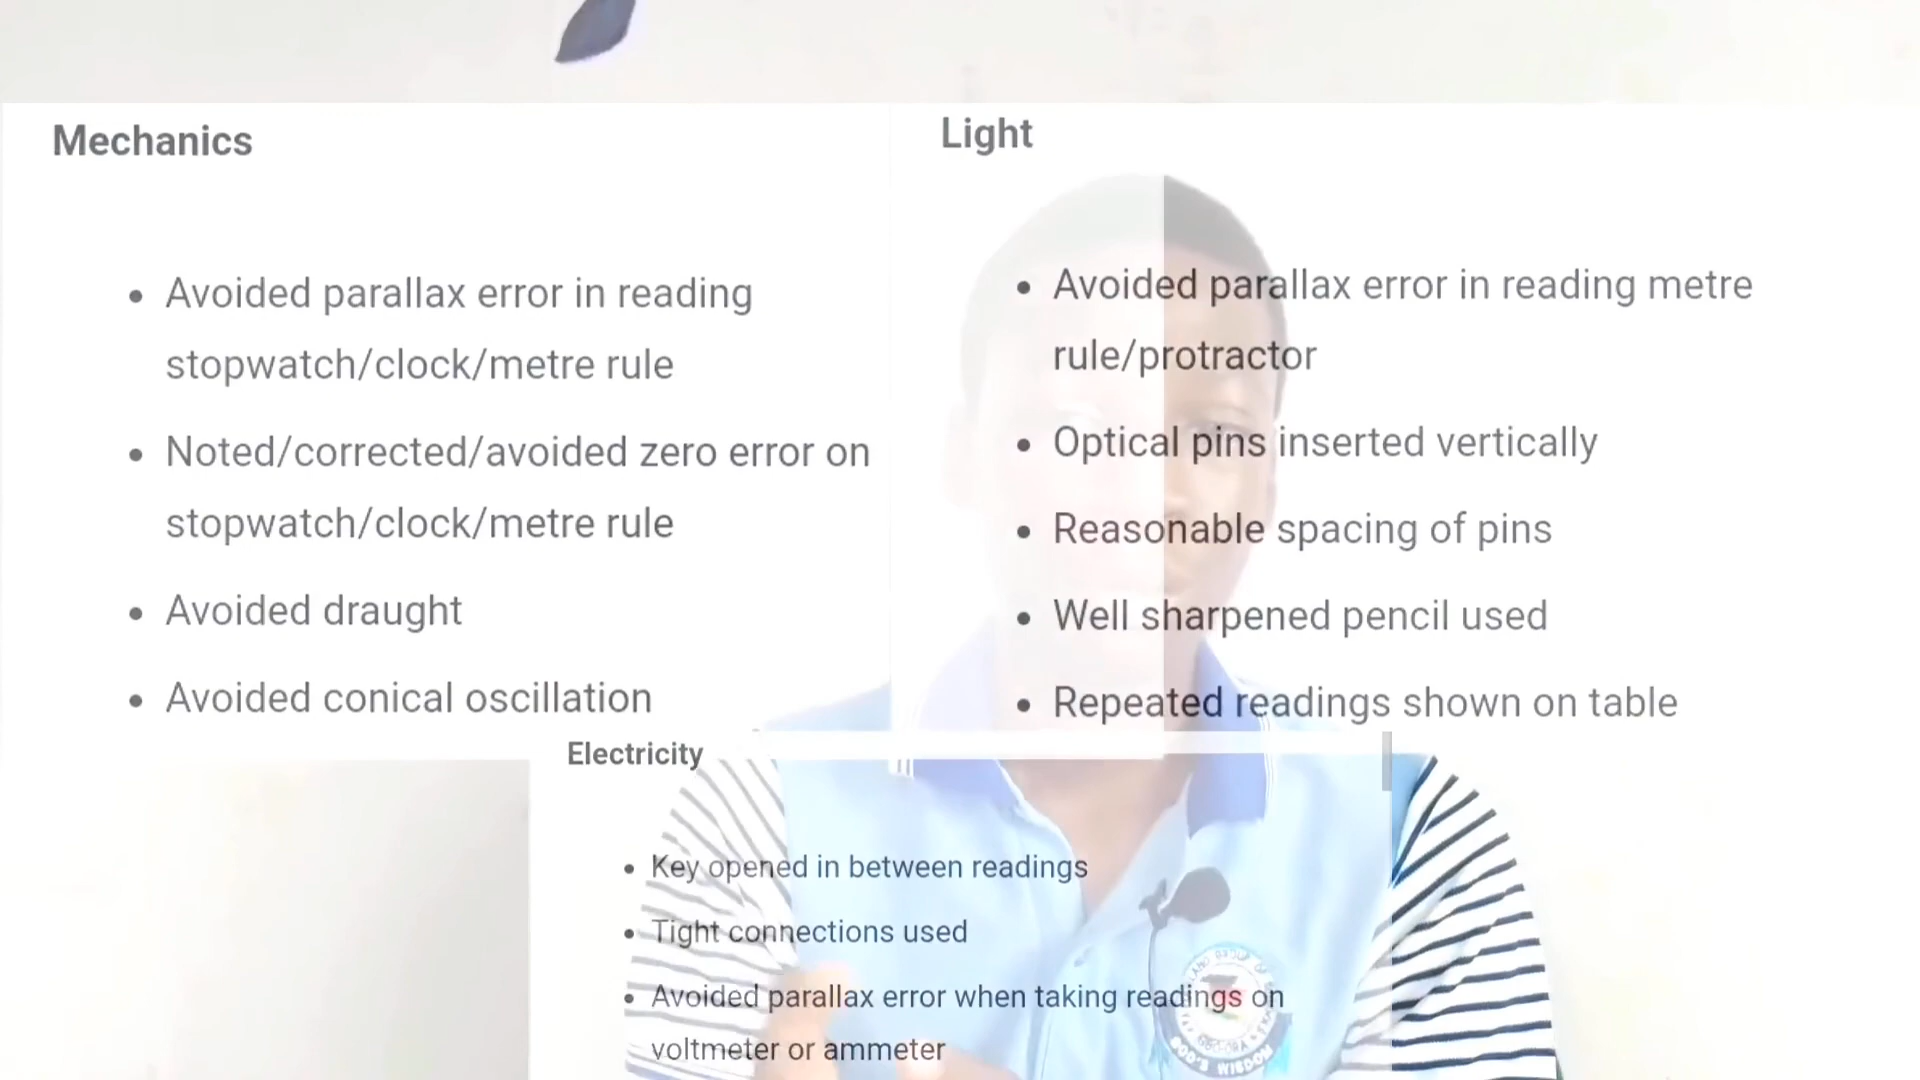 Mechanics
Avoided parallax error in reading
stopwatch/clock/metre rule
Noted/corrected/avoided zero error on
stopwatch/clock/metre rule
Avoided draught
Avoided conical oscillation
Light
Avoided parallax error in reading metre
rule/protractor
Optical pins inserted vertically
Reasonable spacing of pins
Well sharpened pencil used
Repeated readings shown on table
Electricity
Key opened in between readings
Tight connections used
Avoided parallax error when taking readings on
voltmeter or ammeter
GOD'S WISDOM